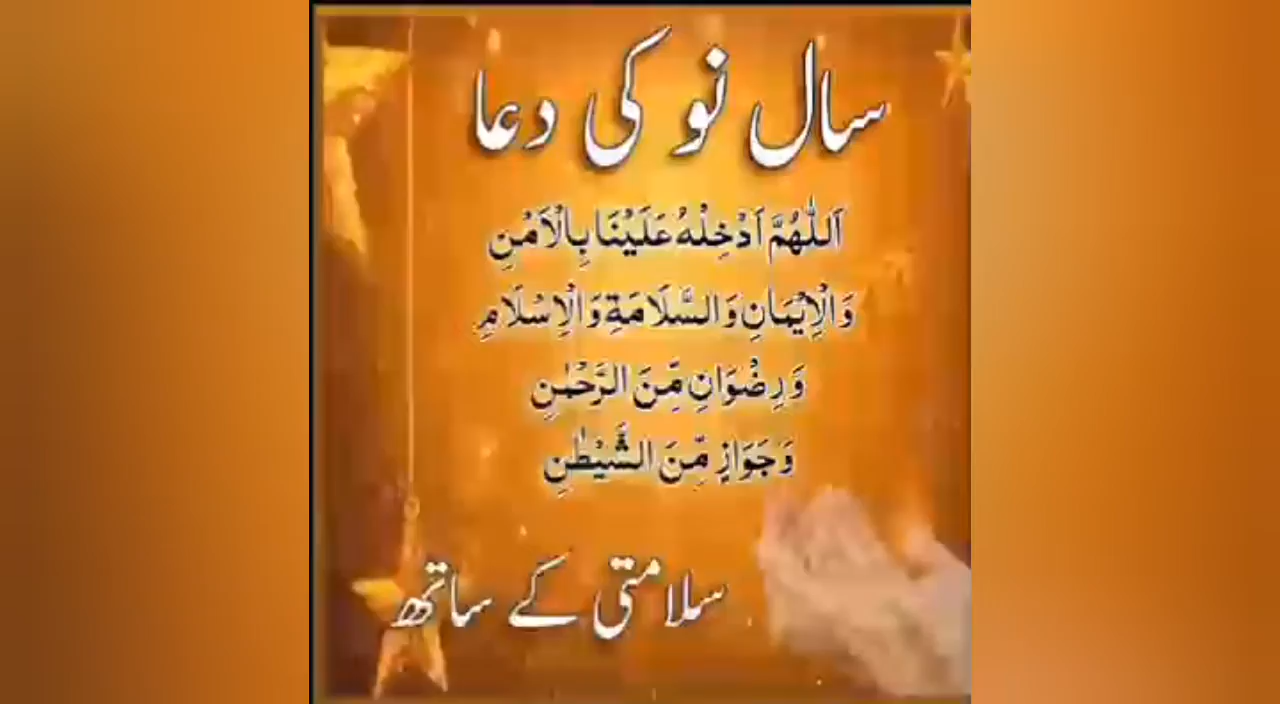 سال نو کی دعا
اَللّٰهُمَّ اَدْخِلْهُ عَلَيْنَا بِالْاَمْنِ
وَالْاِيْمَانِ وَالسَّلَامَةِ وَالْاِسْلَامِ
وَرِضْوَانٍ مِّنَ الرَّحْمٰنِ
وَجَوَازٍ مِّنَ الشَّيْطٰنِ
سلامتی کے ساتھ